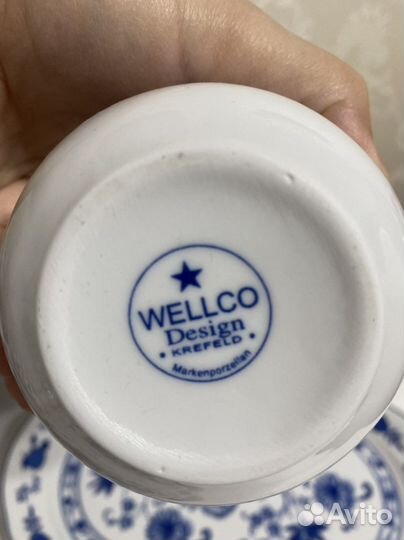 WELLCO
Design
• KREFELD •
Markenporzellan
Avito